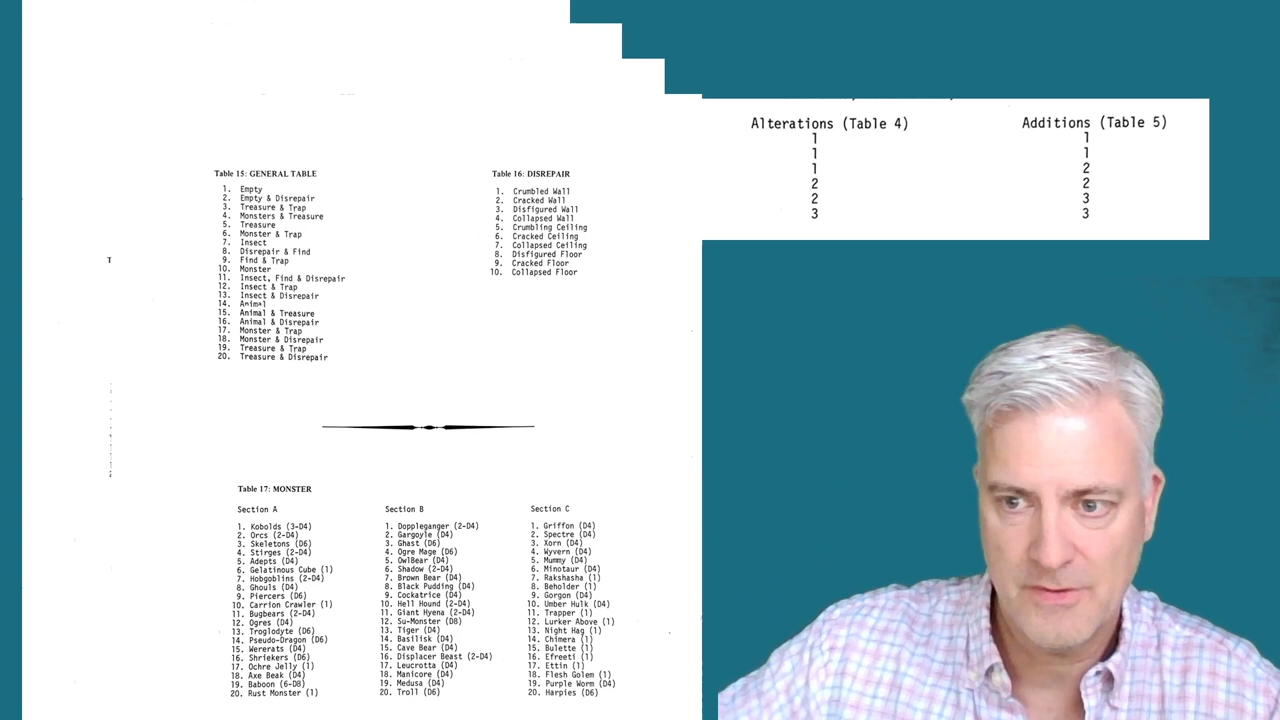 Alterations (Table 4)
1
1
1
2
2
3
Additions (Table 5)
1
1
2
2
3
3
Table 15: GENERAL TABLE
1. Empty
2. Empty & Disrepair
3. Treasure & Trap
4. Monsters & Treasure
5. Treasure
6. Monster & Trap
7. Insect
8. Disrepair & Find
9. Find & Trap
10. Monster
11. Insect, Find & Disrepair
12. Insect & Trap
13. Insect & Disrepair
14. Animal
15. Animal & Treasure
16. Animal & Disrepair
17. Monster & Trap
18. Monster & Disrepair
19. Treasure & Trap
20. Treasure & Disrepair
Table 16: DISREPAIR
1. Crumbled Wall
2. Cracked Wall
3. Disfigured Wall
4. Collapsed Wall
5. Crumbling Ceiling
6. Cracked Ceiling
7. Collapsed Ceiling
8. Disfigured Floor
9. Cracked Floor
10. Collapsed Floor
T
Table 17: MONSTER
Section A
1. Kobolds (3-D4)
2. Orcs (2-D4)
3. Skeletons (D6)
4. Stirges (2-D4)
5. Adepts (D4)
6. Gelatinous Cube (1)
7. Hobgoblins (2-D4)
8. Ghouls (D4)
9. Piercers (D6)
10. Carrion Crawler (1)
11. Bugbears (2-D4)
12. Ogres (D4)
13. Troglodyte (D6)
14. Pseudo-Dragon (D6)
15. Wererats (D4)
16. Shriekers (D6)
17. Ochre Jelly (1)
18. Axe Beak (D4)
19. Baboon (6-D8)
20. Rust Monster (1)
Section B
1. Doppleganger (2-D4)
2. Gargoyle (D4)
3. Ghast (D6)
4. Ogre Mage (D6)
5. OwlBear (D4)
6. Shadow (2-D4)
7. Brown Bear (D4)
8. Black Pudding (D4)
9. Cockatrice (D4)
10. Hell Hound (2-D4)
11. Giant Hyena (2-D4)
12. Su-Monster (D8)
13. Tiger (D4)
14. Basilisk (D4)
15. Cave Bear (D4)
16. Displacer Beast (2-D4)
17. Leucrotta (D4)
18. Manicore (D4)
19. Medusa (D4)
20. Troll (D6)
Section C
1. Griffon (D4)
2. Spectre (D4)
3. Xorn (D4)
4. Wyvern (D4)
5. Mummy (D4)
6. Minotaur (D4)
7. Rakshasha (1)
8. Beholder (1)
9. Gorgon (D4)
10. Umber Hulk (D4)
11. Trapper (1)
12. Lurker Above (1)
13. Night Hag (1)
14. Chimera (1)
15. Bulette (1)
16. Efreeti (1)
17. Ettin (1)
18. Flesh Golem (1)
19. Purple Worm (D4)
20. Harpies (D6)